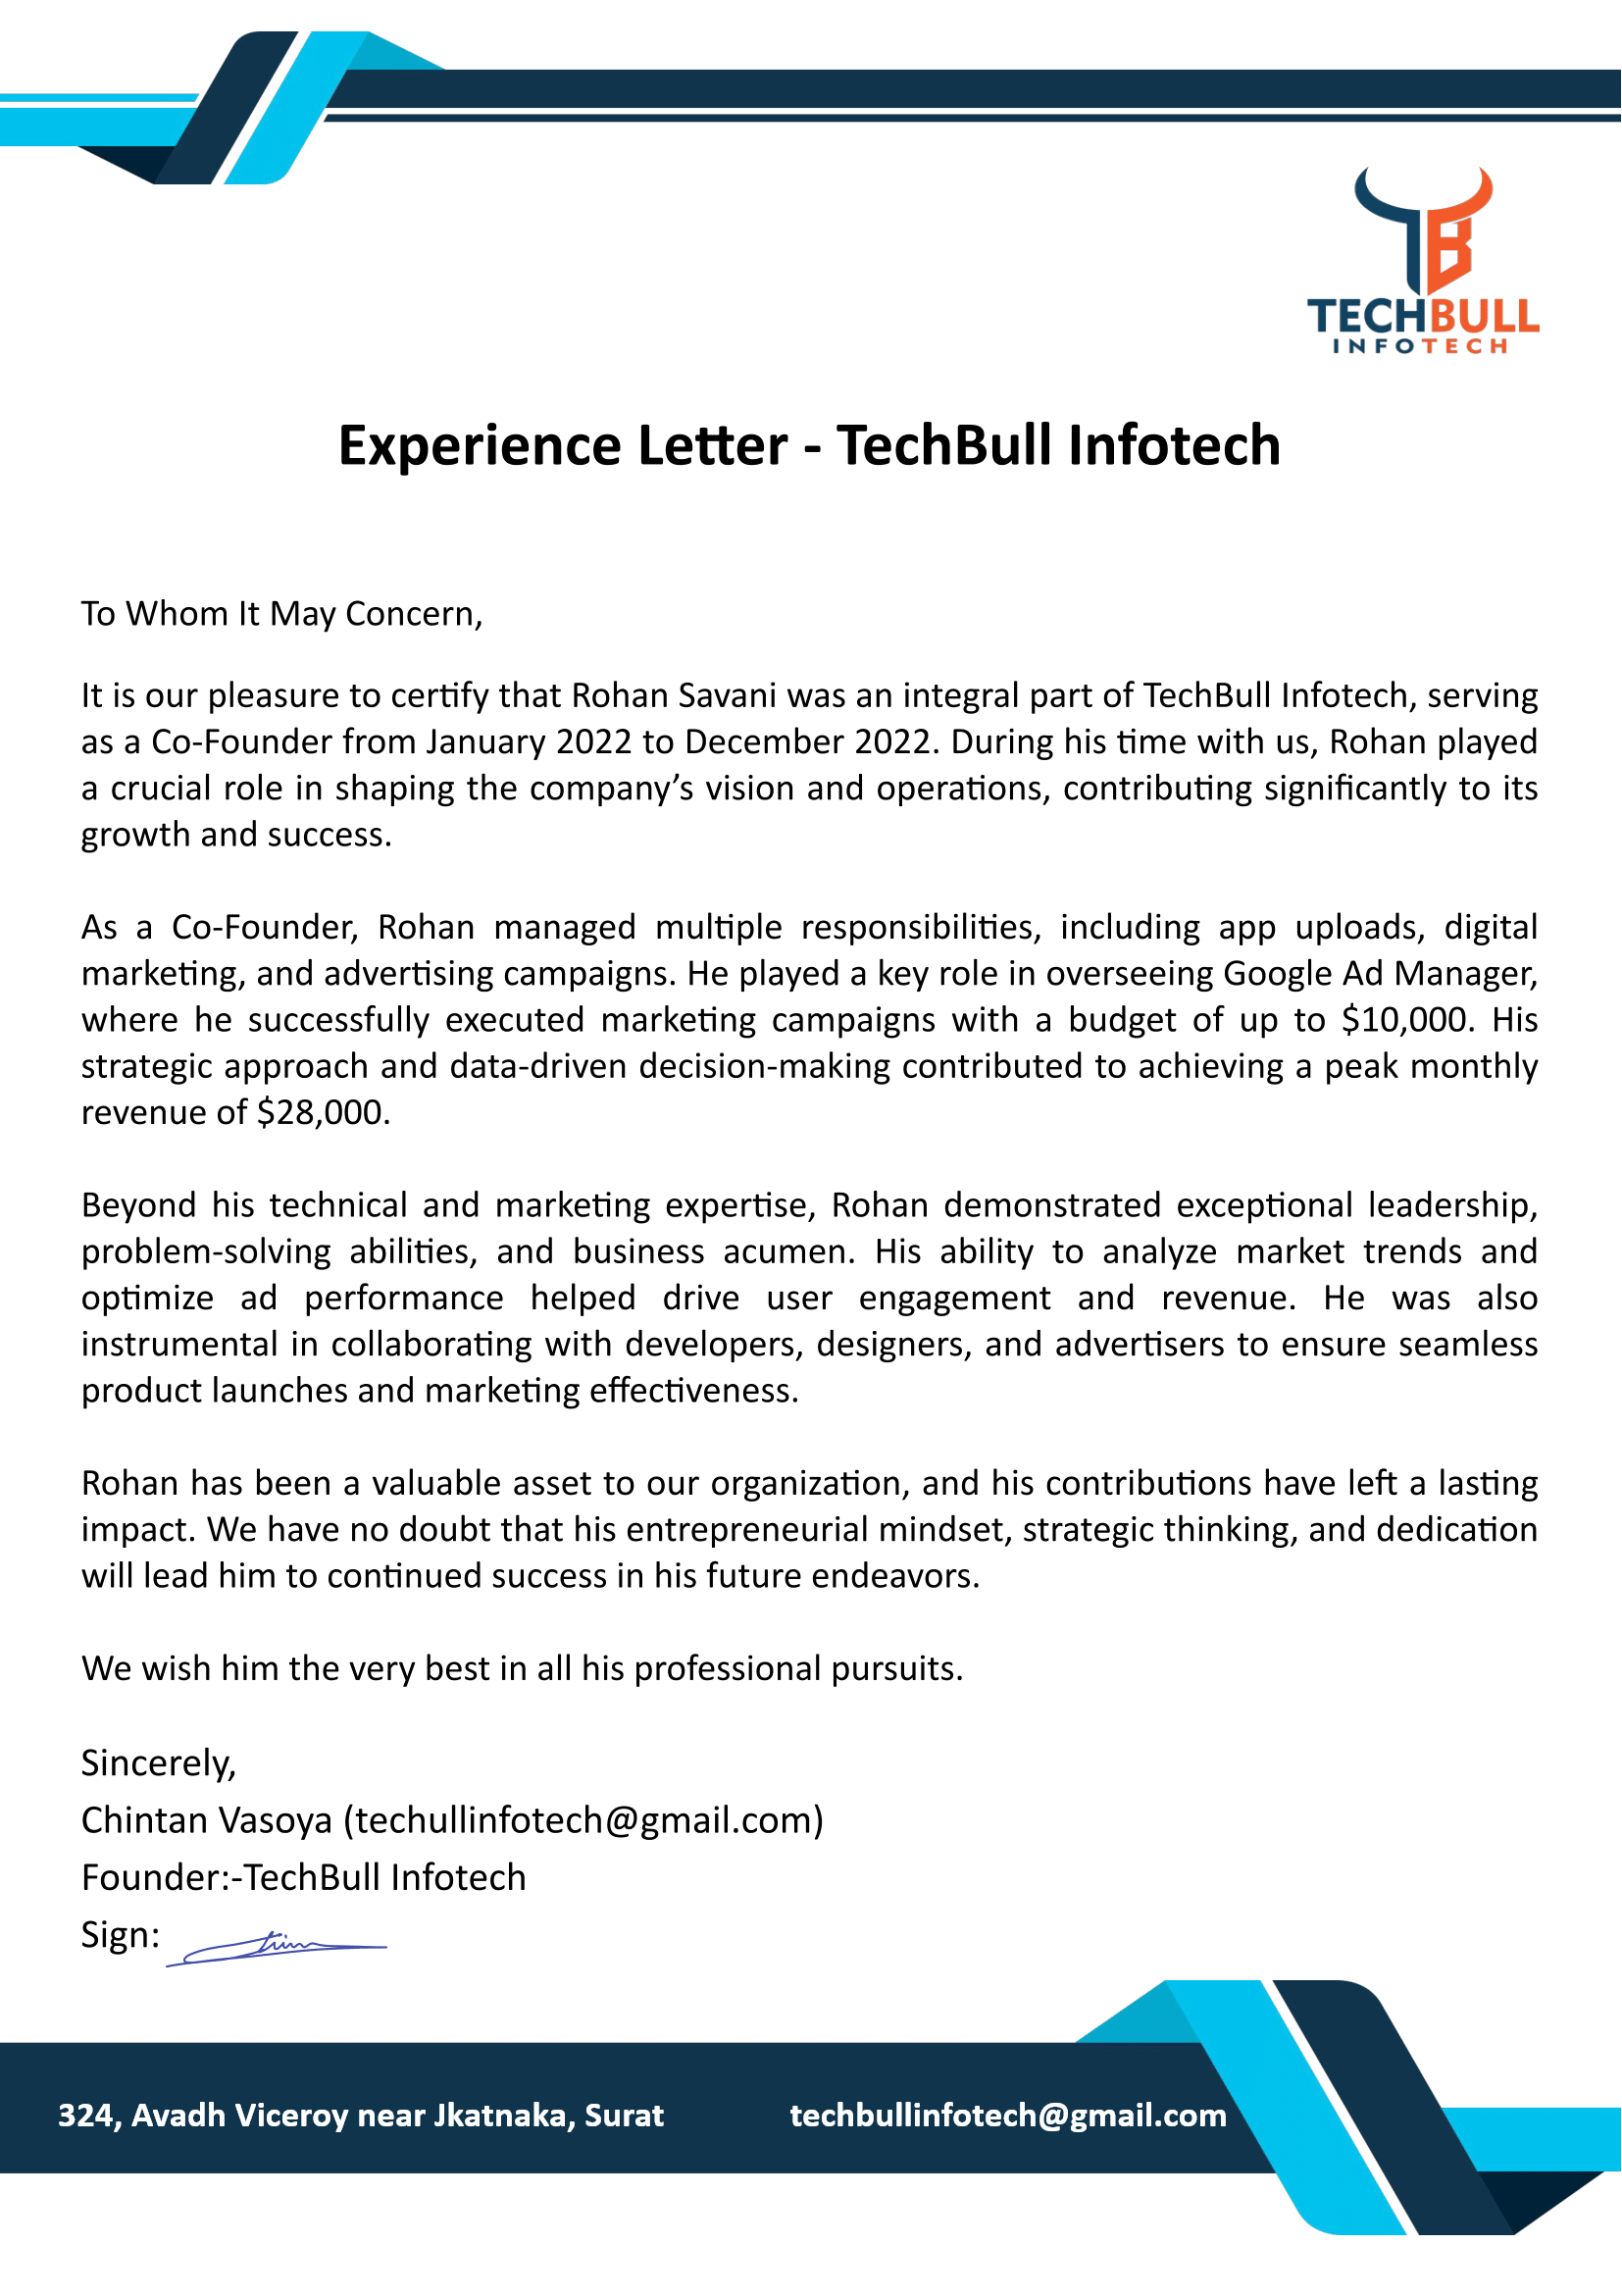 TECHBULL
INFOTECH
Experience Letter - TechBull Infotech
To Whom It May Concern,
It is our pleasure to certify that Rohan Savani was an integral part of TechBull Infotech, serving
as a Co-Founder from January 2022 to December 2022. During his time with us, Rohan played
a crucial role in shaping the company’s vision and operations, contributing significantly to its
growth and success.
As a Co-Founder, Rohan managed multiple responsibilities, including app uploads, digital
marketing, and advertising campaigns. He played a key role in overseeing Google Ad Manager,
where he successfully executed marketing campaigns with a budget of up to $10,000. His
strategic approach and data-driven decision-making contributed to achieving a peak monthly
revenue of $28,000.
Beyond his technical and marketing expertise, Rohan demonstrated exceptional leadership,
problem-solving abilities, and business acumen. His ability to analyze market trends and
optimize ad performance helped drive user engagement and revenue. He was also
instrumental in collaborating with developers, designers, and advertisers to ensure seamless
product launches and marketing effectiveness.
Rohan has been a valuable asset to our organization, and his contributions have left a lasting
impact. We have no doubt that his entrepreneurial mindset, strategic thinking, and dedication
will lead him to continued success in his future endeavors.
We wish him the very best in all his professional pursuits.
Sincerely,
Chintan Vasoya (techullinfotech@gmail.com)
Founder:-TechBull Infotech
Sign:
324, Avadh Viceroy near Jkatnaka, Surat techbullinfotech@gmail.com